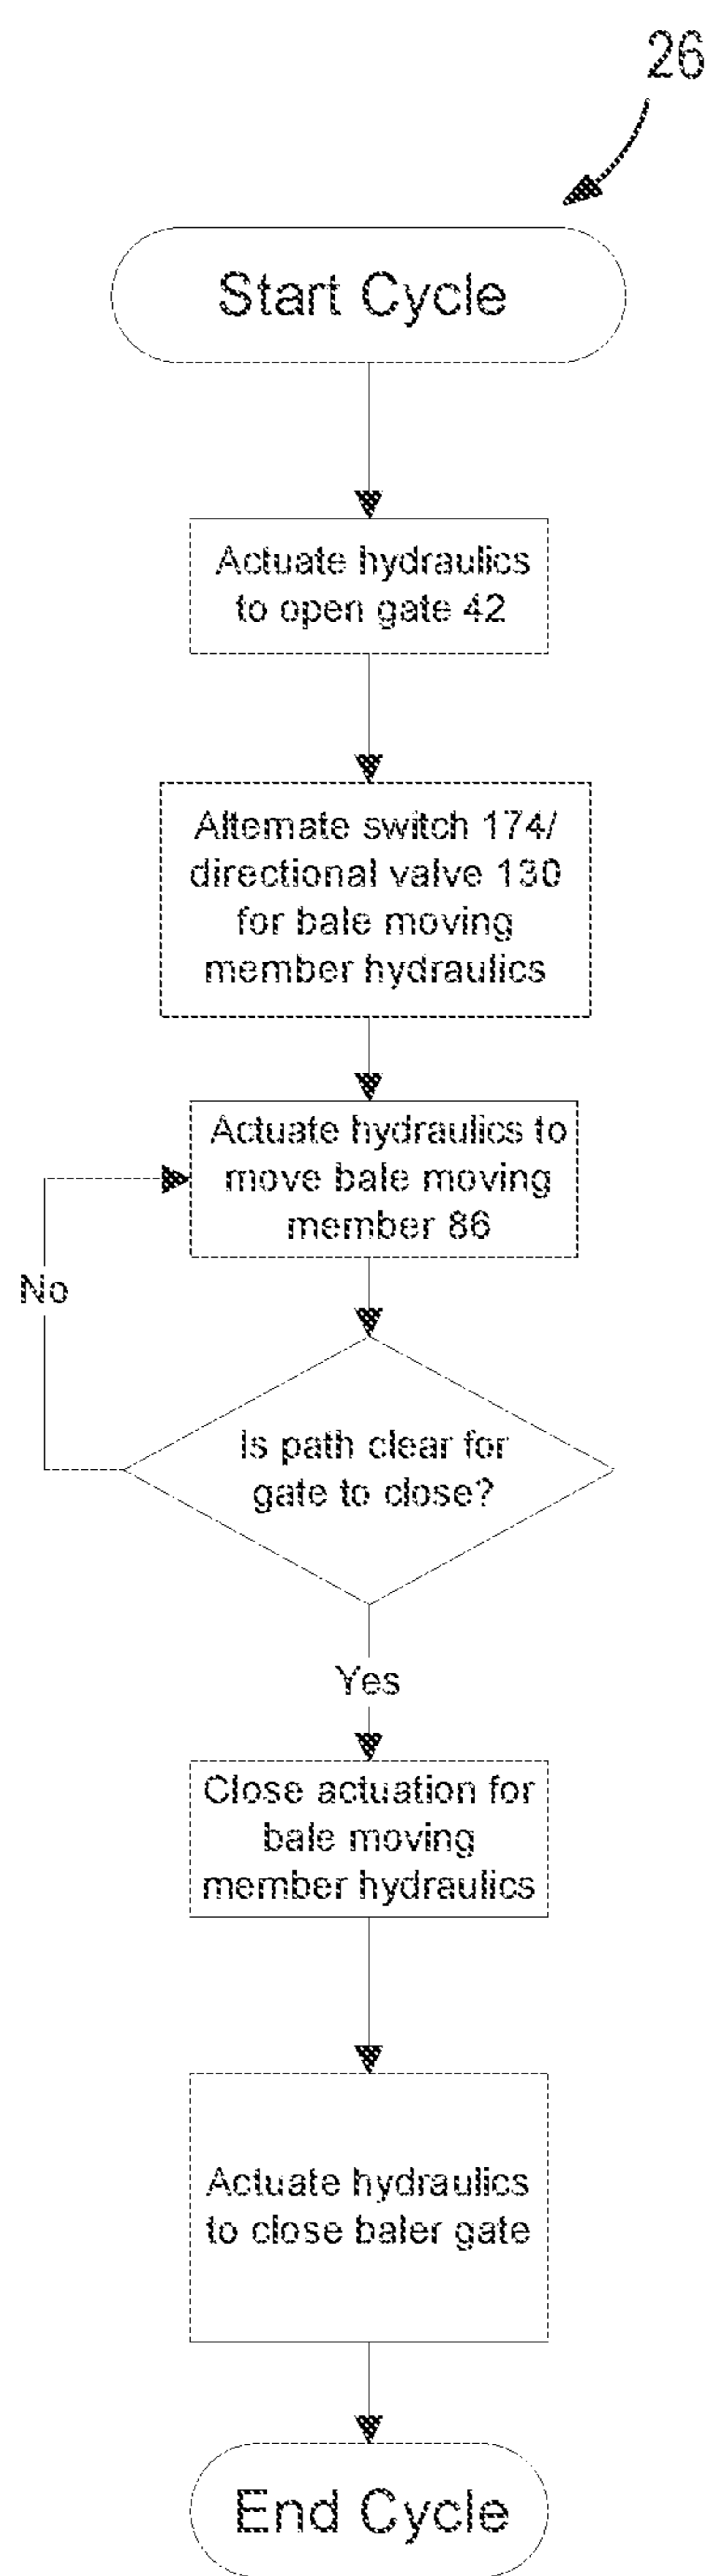 26
Start Cycle
Actuate hydraulics
to open gate 42
Alternate switch 174/
directional valve 130
for bale moving
member hydraulics
Actuate hydraulics to
move bale moving
member 86
No
Is path clear for
gate to close?
Yes
Close actuation for
bale moving
member hydraulics
Actuate hydraulics
to close baler gate
End Cycle